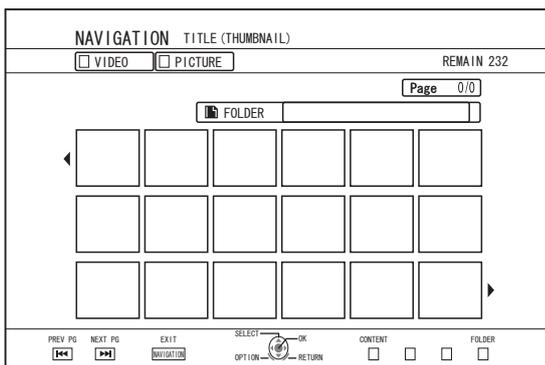 NAVIGATION TITLE (THUMBNAIL)
VIDEO PICTURE REMAIN 232
Page 0/0
FOLDER
PREV PG NEXT PG EXIT SELECT OK CONTENT FOLDER
NAVIGATION OPTION RETURN